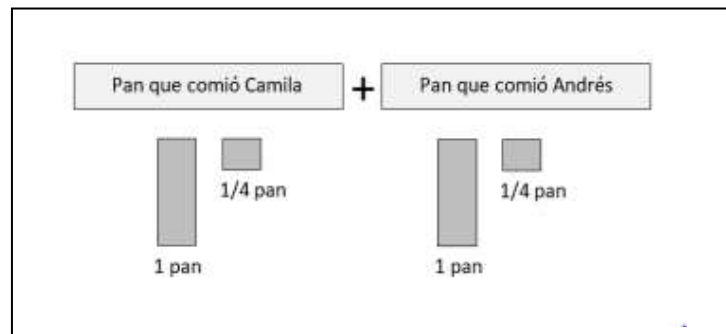 Pan que comió Camila + Pan que comió Andrés
1/4 pan 1/4 pan
1 pan 1 pan